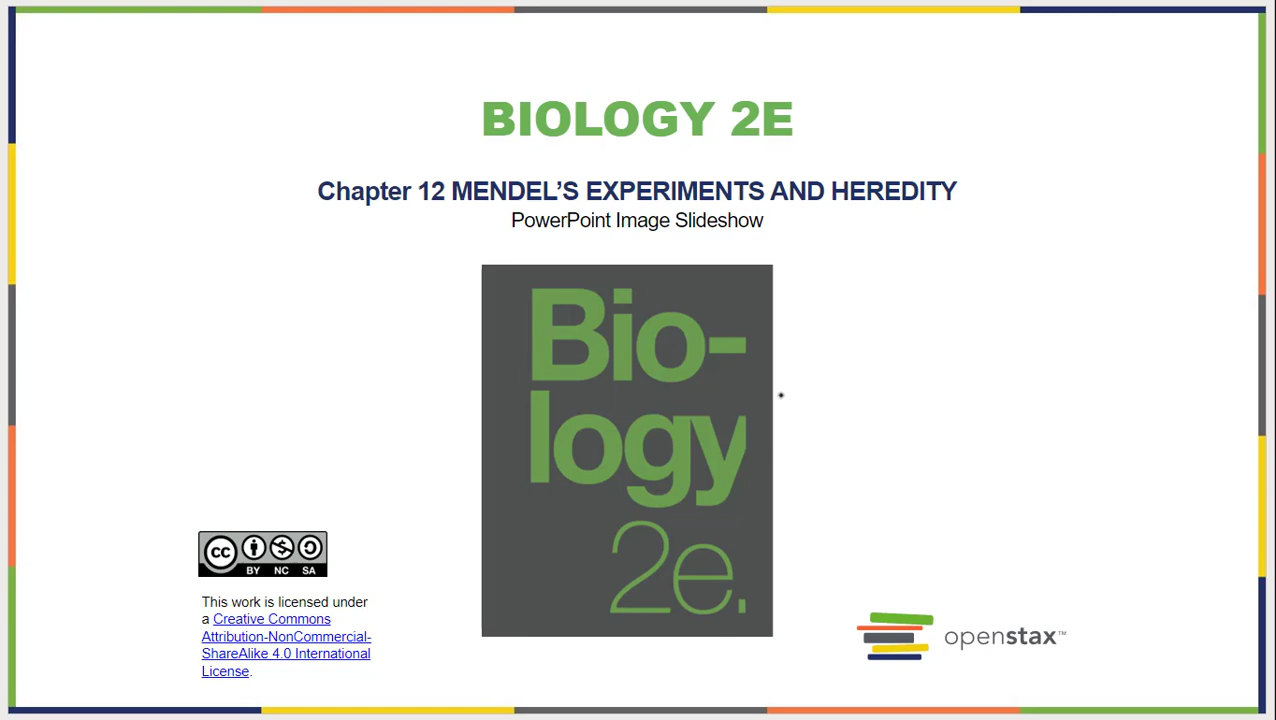 BIOLOGY 2E
Chapter 12 MENDEL’S EXPERIMENTS AND HEREDITY
PowerPoint Image Slideshow
Bio-
logy
2e.
CC BY NC SA
This work is licensed under
a Creative Commons
Attribution-NonCommercial-
ShareAlike 4.0 International
License.
openstax™